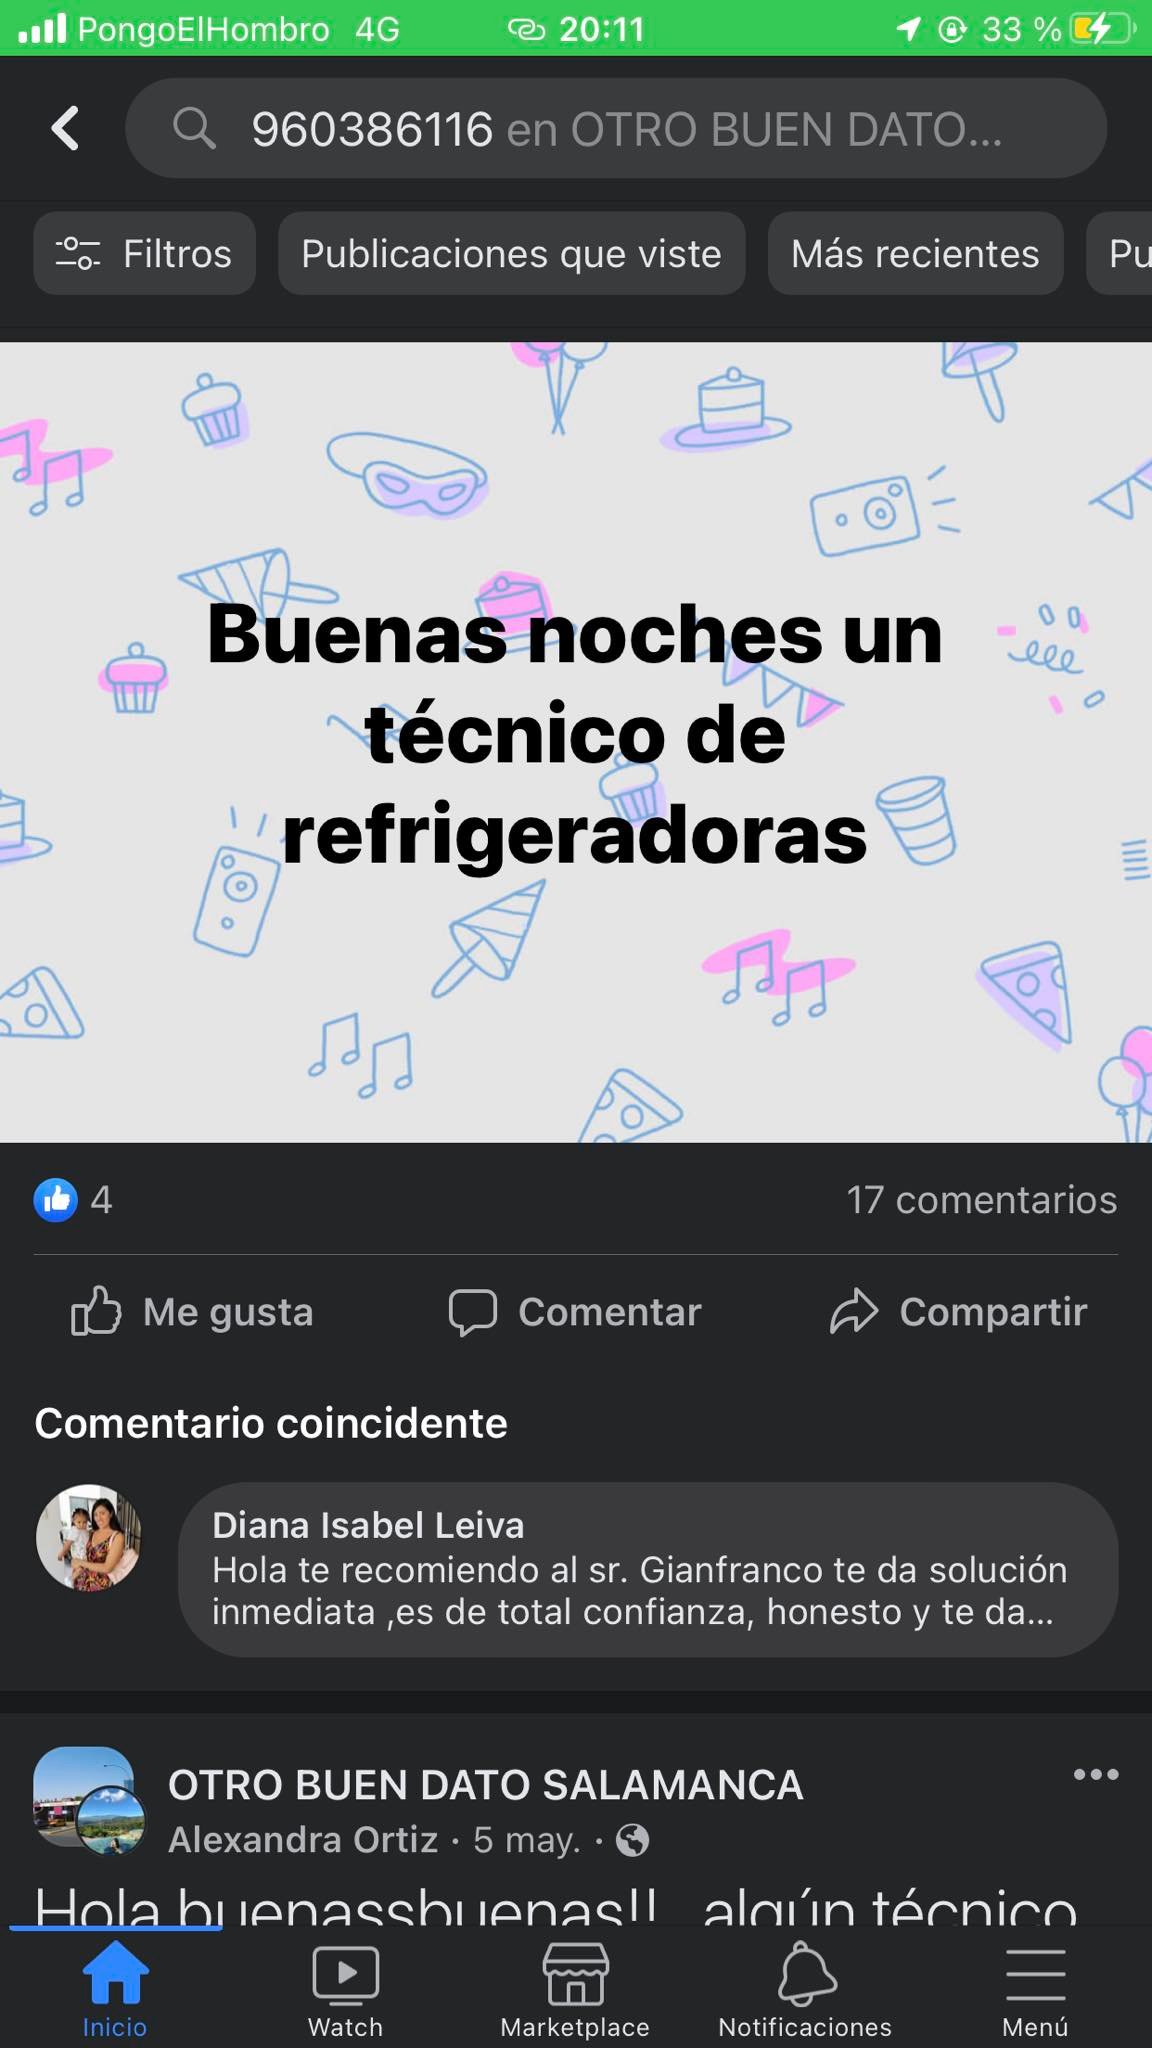 PongoElHombro 4G 20:11 33 %
960386116 en OTRO BUEN DATO...
Filtros Publicaciones que viste Más recientes Pu
Buenas noches un
técnico de
refrigeradoras
4 17 comentarios
Me gusta Comentar Compartir
Comentario coincidente
Diana Isabel Leiva
Hola te recomiendo al sr. Gianfranco te da solución
inmediata ,es de total confianza, honesto y te da...
OTRO BUEN DATO SALAMANCA
Alexandra Ortiz · 5 may. ·
Hola buenassbuenas!! algún técnico
Inicio Watch Marketplace Notificaciones Menú